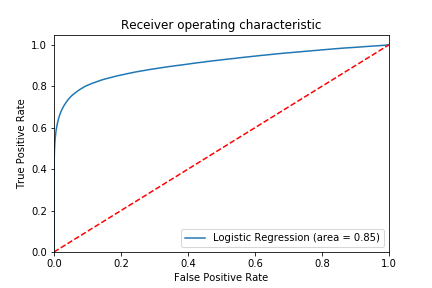 Receiver operating characteristic
True Positive Rate
1.0
0.8
0.6
0.4
0.2
0.0
Logistic Regression (area = 0.85)
0.0 0.2 0.4 0.6 0.8 1.0
False Positive Rate